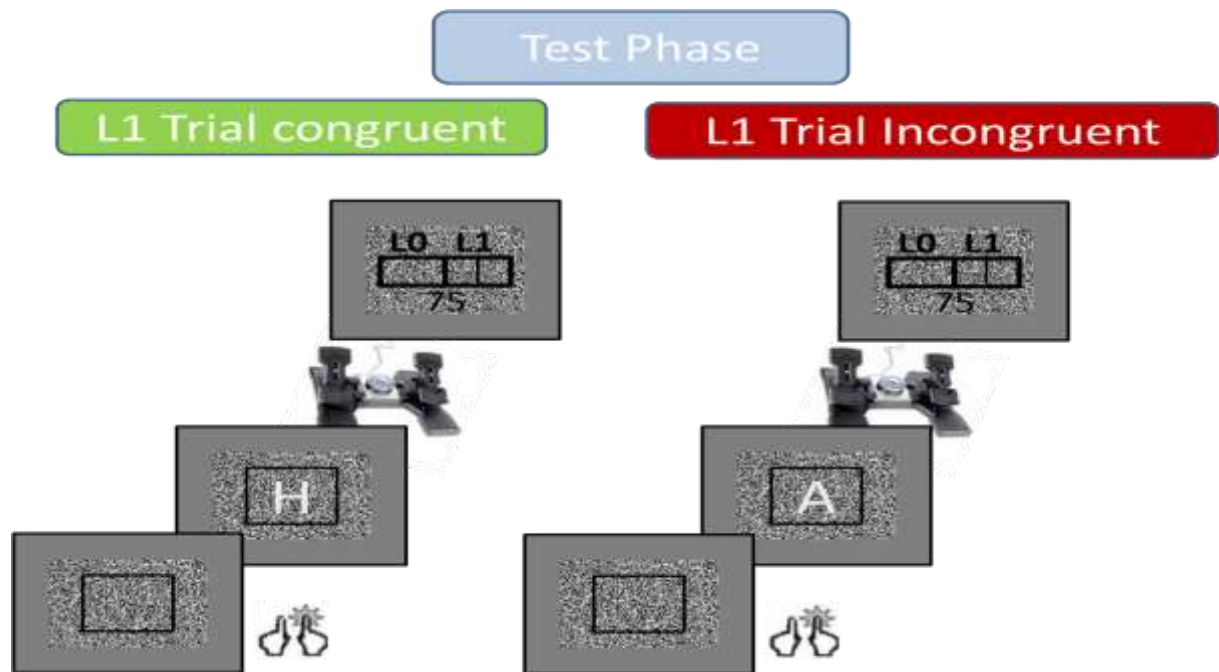 Test Phase
L1 Trial congruent
L1 Trial Incongruent
L0 L1
75
L0 L1
75
H
A